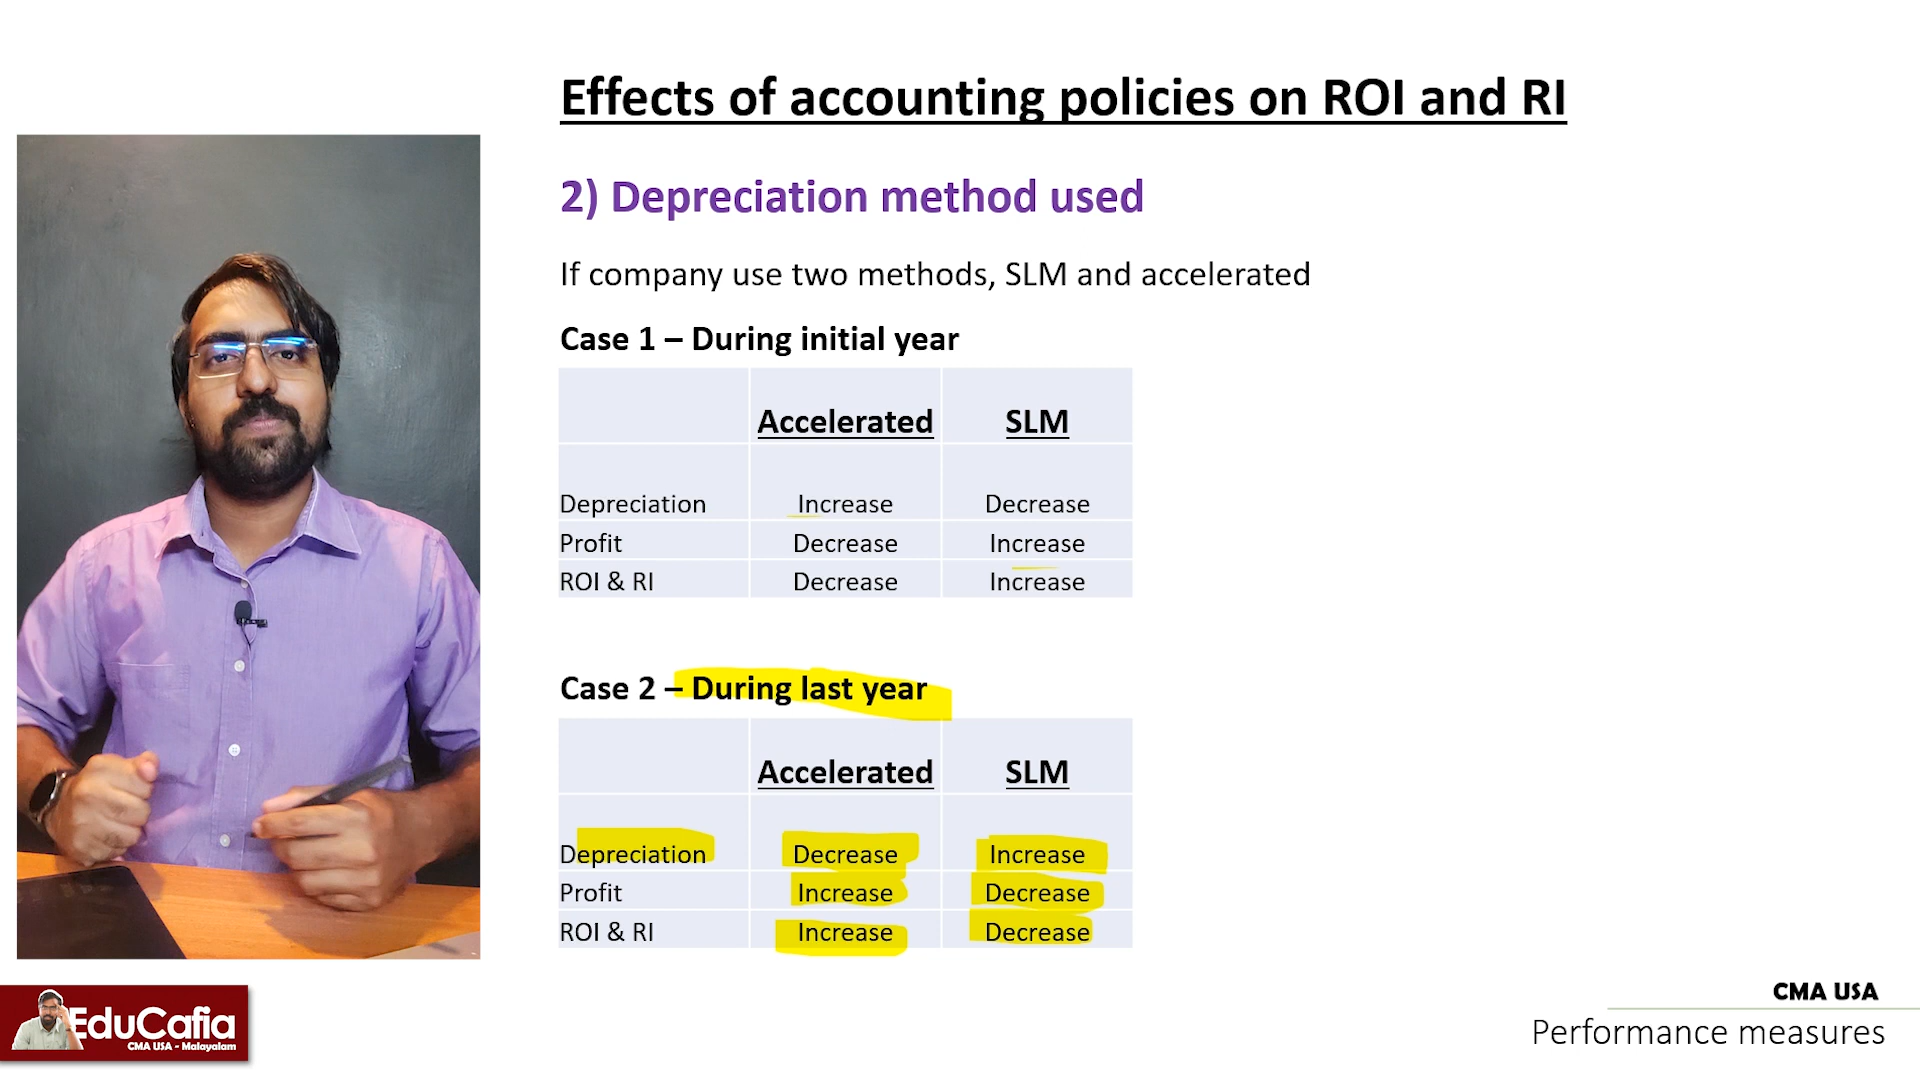 Effects of accounting policies on ROI and RI
2) Depreciation method used
If company use two methods, SLM and accelerated
Case 1 – During initial year
Accelerated SLM
Depreciation Increase Decrease
Profit Decrease Increase
ROI & RI Decrease Increase
Case 2 – During last year
Accelerated SLM
Depreciation Decrease Increase
Profit Increase Decrease
ROI & RI Increase Decrease
EduCafia
CMA USA - Malayalam
CMA USA
Performance measures